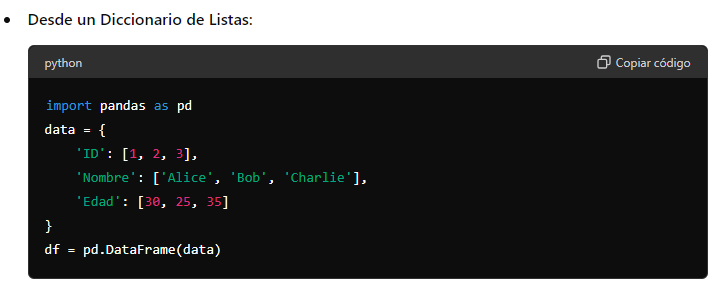 • Desde un Diccionario de Listas:
python
Copiar código
import pandas as pd
data = {
    'ID': [1, 2, 3],
    'Nombre': ['Alice', 'Bob', 'Charlie'],
    'Edad': [30, 25, 35]
}
df = pd.DataFrame(data)